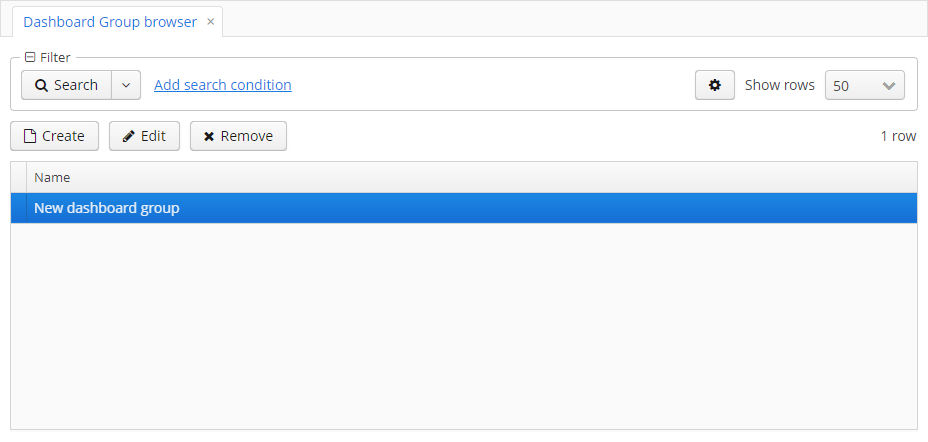 Dashboard Group browser ×
Filter
Search Add search condition Show rows 50
Create Edit Remove 1 row
Name
New dashboard group